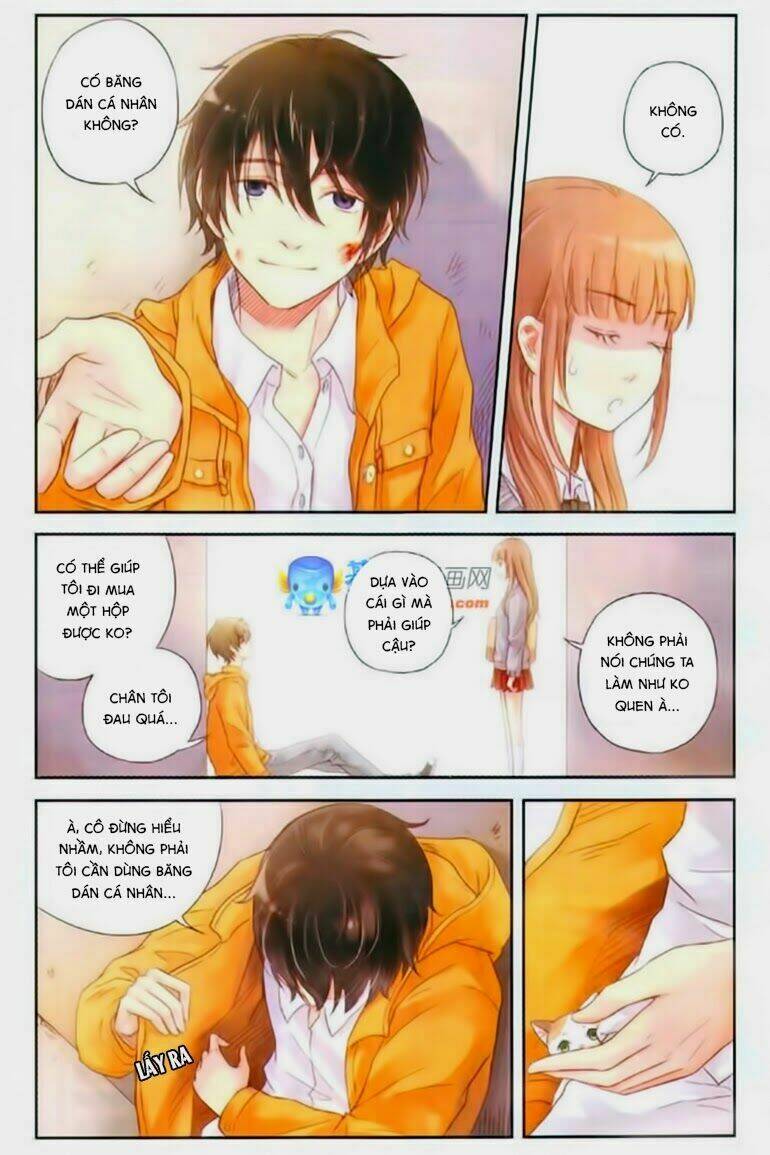 CÓ BĂNG
DÁN CÁ NHÂN
KHÔNG?
KHÔNG
CÓ.
CÓ THỂ GIÚP
TÔI ĐI MUA
MỘT HỘP
ĐƯỢC KO?
CHÂN TÔI
ĐAU QUÁ...
DỰA VÀO
CÁI GÌ MÀ
PHẢI GIÚP
CẬU?
画网
.com
KHÔNG PHẢI
NÓI CHÚNG TA
LÀM NHƯ KO
QUEN À...
À, CÔ ĐỪNG HIỂU
NHẦM, KHÔNG PHẢI
TÔI CẦN DÙNG BĂNG
DÁN CÁ NHÂN...
LẤY RA